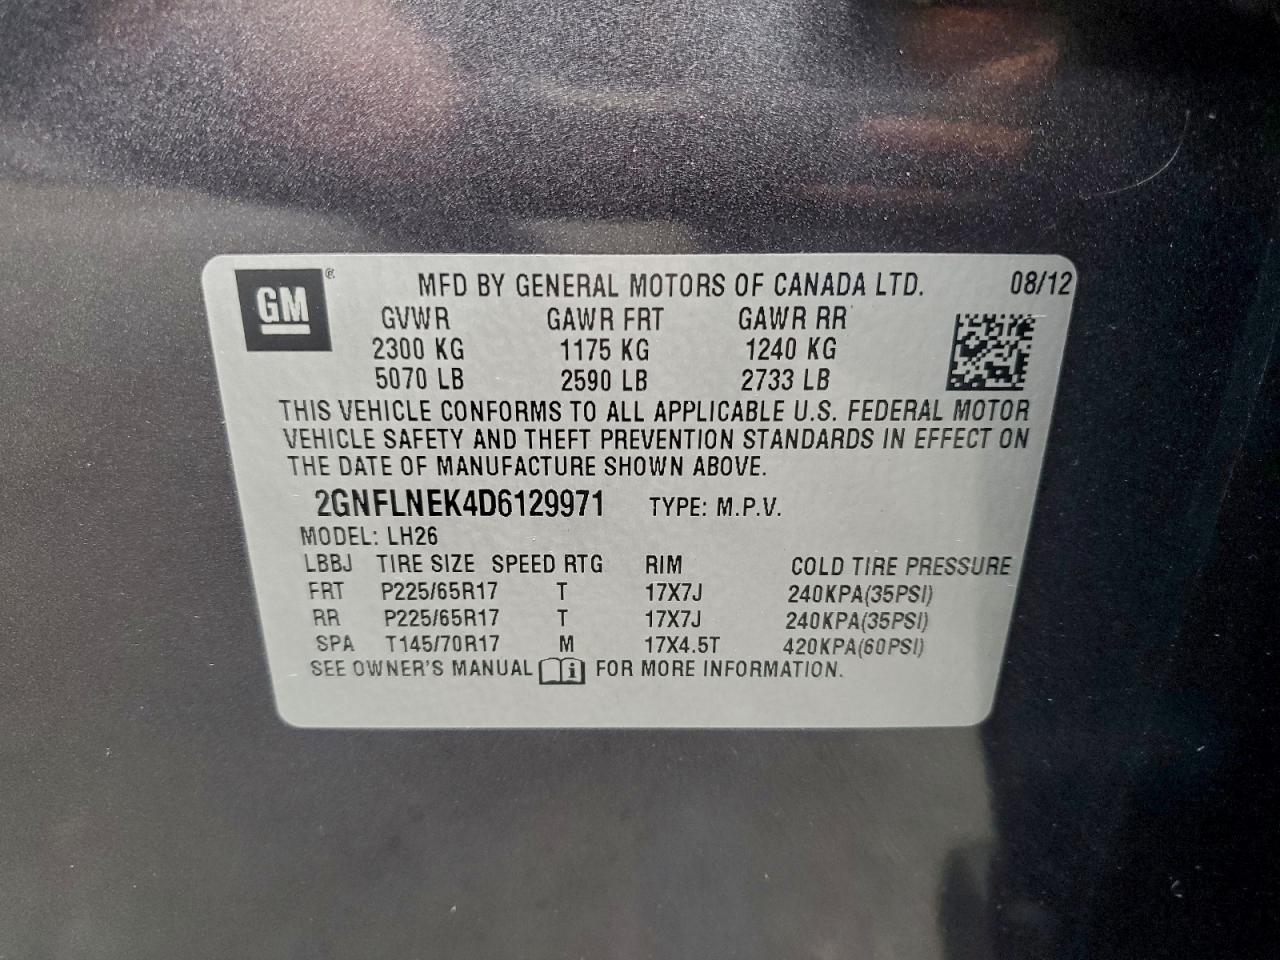 GM ®
MFD BY GENERAL MOTORS OF CANADA LTD. 08/12
GVWR GAWR FRT GAWR RR
2300 KG 1175 KG 1240 KG
5070 LB 2590 LB 2733 LB
THIS VEHICLE CONFORMS TO ALL APPLICABLE U.S. FEDERAL MOTOR
VEHICLE SAFETY AND THEFT PREVENTION STANDARDS IN EFFECT ON
THE DATE OF MANUFACTURE SHOWN ABOVE.
2GNFLNEK4D6129971 TYPE: M.P.V.
MODEL: LH26
LBBJ TIRE SIZE SPEED RTG RIM COLD TIRE PRESSURE
FRT P225/65R17 T 17X7J 240KPA(35PSI)
RR P225/65R17 T 17X7J 240KPA(35PSI)
SPA T145/70R17 M 17X4.5T 420KPA(60PSI)
SEE OWNER'S MANUAL i FOR MORE INFORMATION.